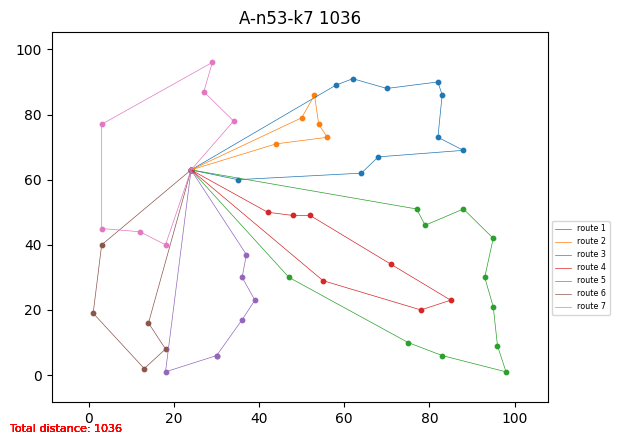 A-n53-k7 1036
100
80
60
40
20
0
0 20 40 60 80 100
route 1
route 2
route 3
route 4
route 5
route 6
route 7
Total distance: 1036